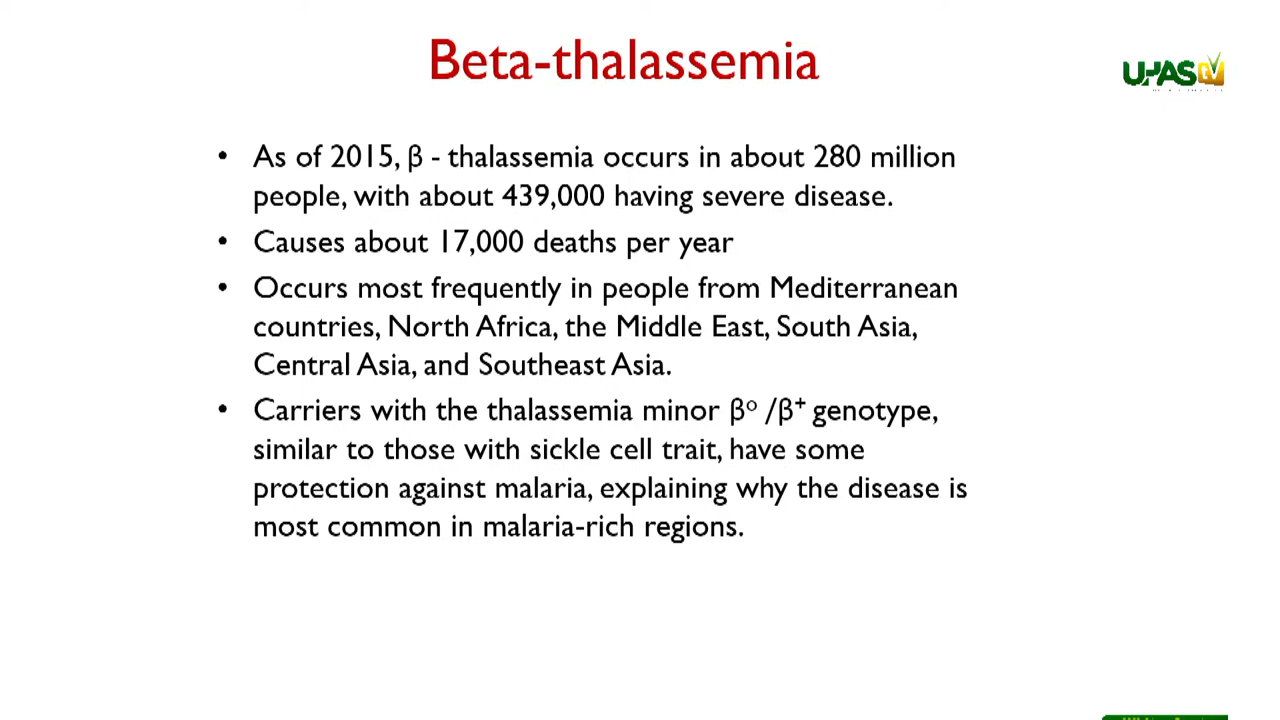 Beta-thalassemia
UPAS TV
• As of 2015, β - thalassemia occurs in about 280 million
people, with about 439,000 having severe disease.
• Causes about 17,000 deaths per year
• Occurs most frequently in people from Mediterranean
countries, North Africa, the Middle East, South Asia,
Central Asia, and Southeast Asia.
• Carriers with the thalassemia minor β⁰ /β⁺ genotype,
similar to those with sickle cell trait, have some
protection against malaria, explaining why the disease is
most common in malaria-rich regions.